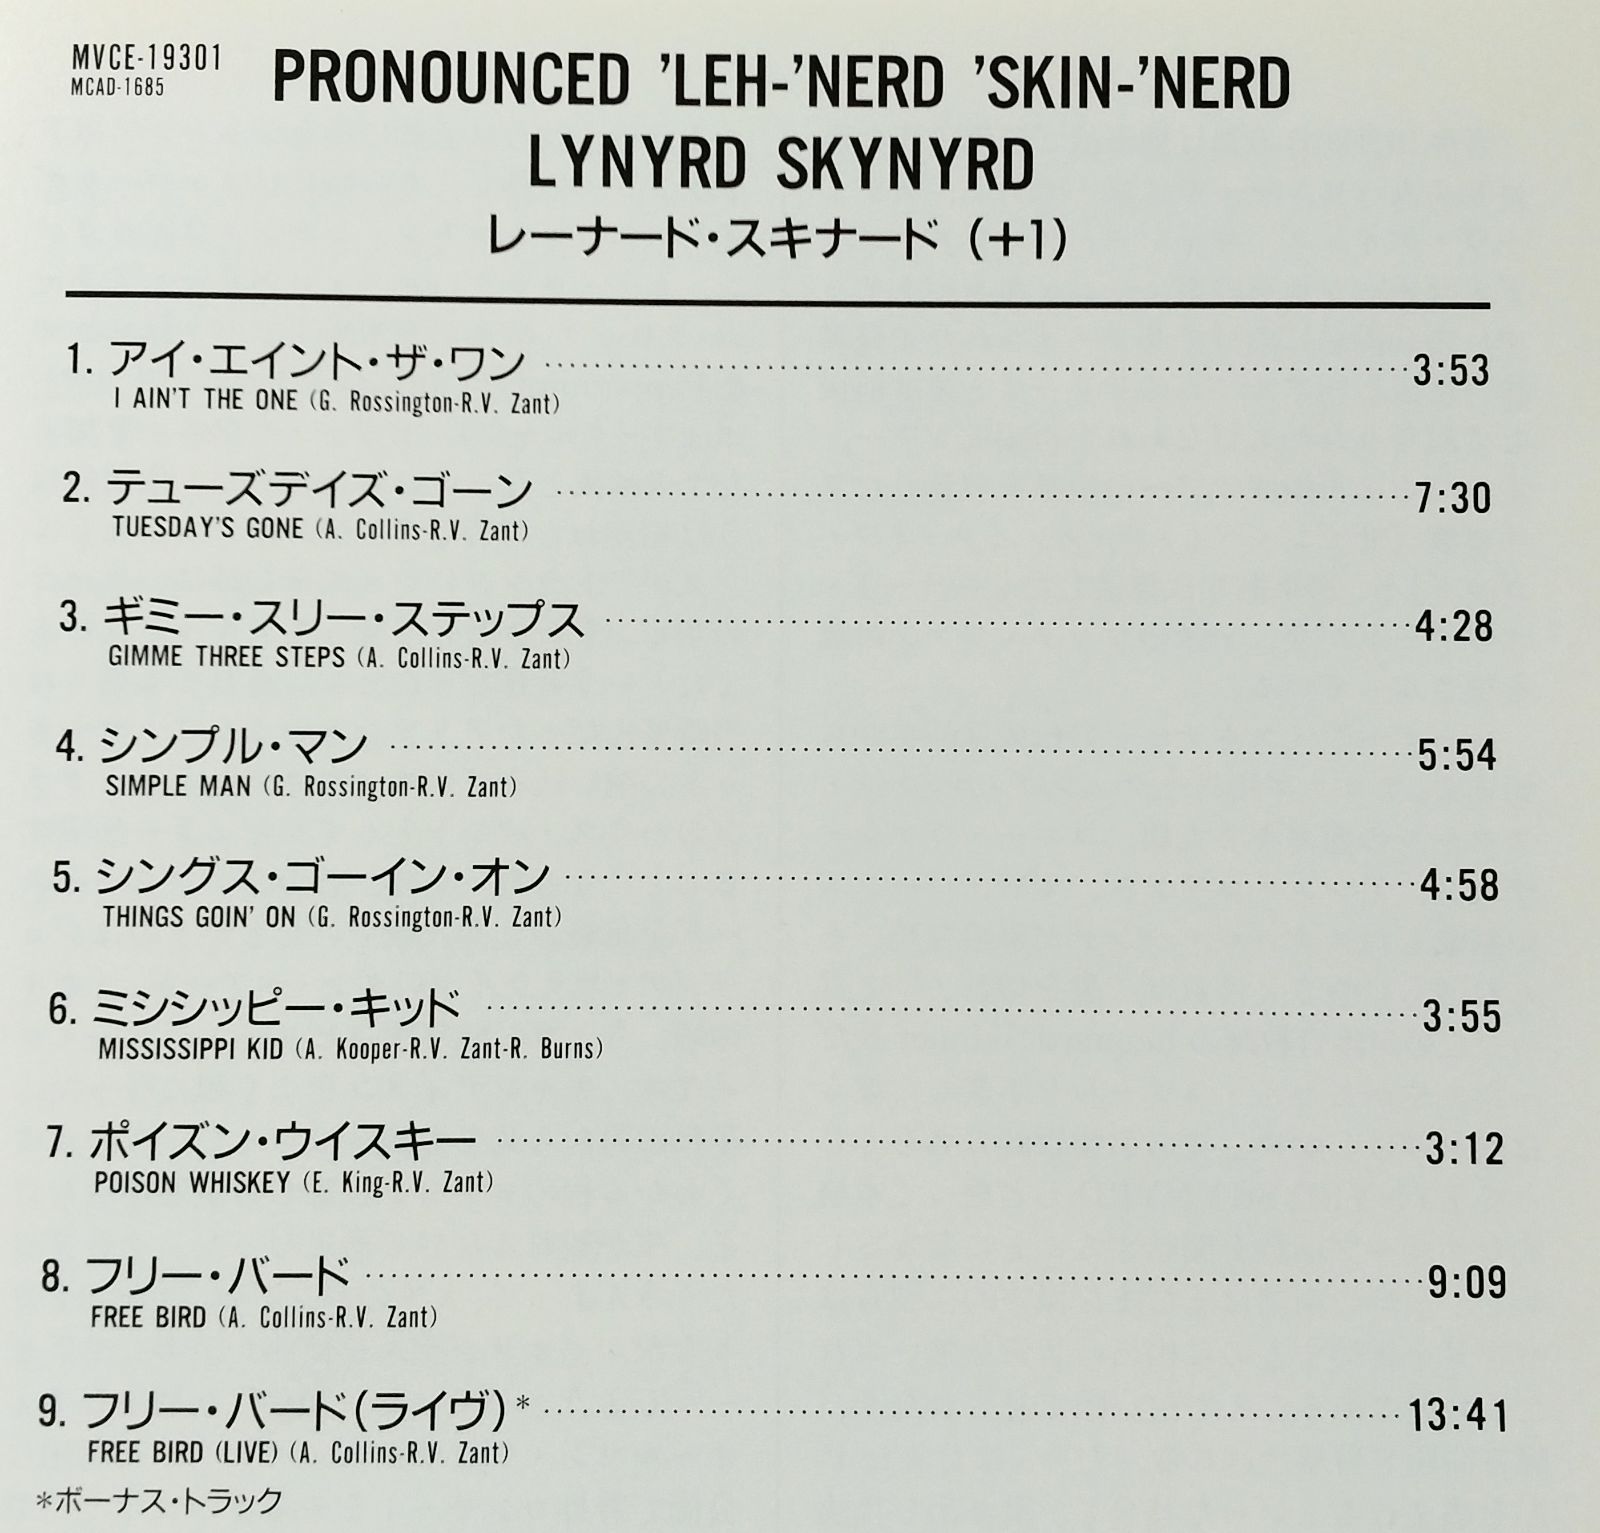 MVCE-19301
MCAD-1685
PRONOUNCED 'LEH-'NERD 'SKIN-'NERD
LYNYRD SKYNYRD
レーナード・スキナード (+1)
1. アイ・エイント・ザ・ワン 3:53
I AIN'T THE ONE (G. Rossington-R.V. Zant)
2. テューズデイズ・ゴーン 7:30
TUESDAY'S GONE (A. Collins-R.V. Zant)
3. ギミー・スリー・ステップス 4:28
GIMME THREE STEPS (A. Collins-R.V. Zant)
4. シンプル・マン 5:54
SIMPLE MAN (G. Rossington-R.V. Zant)
5. シングス・ゴーイン・オン 4:58
THINGS GOIN' ON (G. Rossington-R.V. Zant)
6. ミシシッピー・キッド 3:55
MISSISSIPPI KID (A. Kooper-R.V. Zant-R. Burns)
7. ポイズン・ウイスキー 3:12
POISON WHISKEY (E. King-R.V. Zant)
8. フリー・バード 9:09
FREE BIRD (A. Collins-R.V. Zant)
9. フリー・バード(ライヴ)* 13:41
FREE BIRD (LIVE) (A. Collins-R.V. Zant)
*ボーナス・トラック